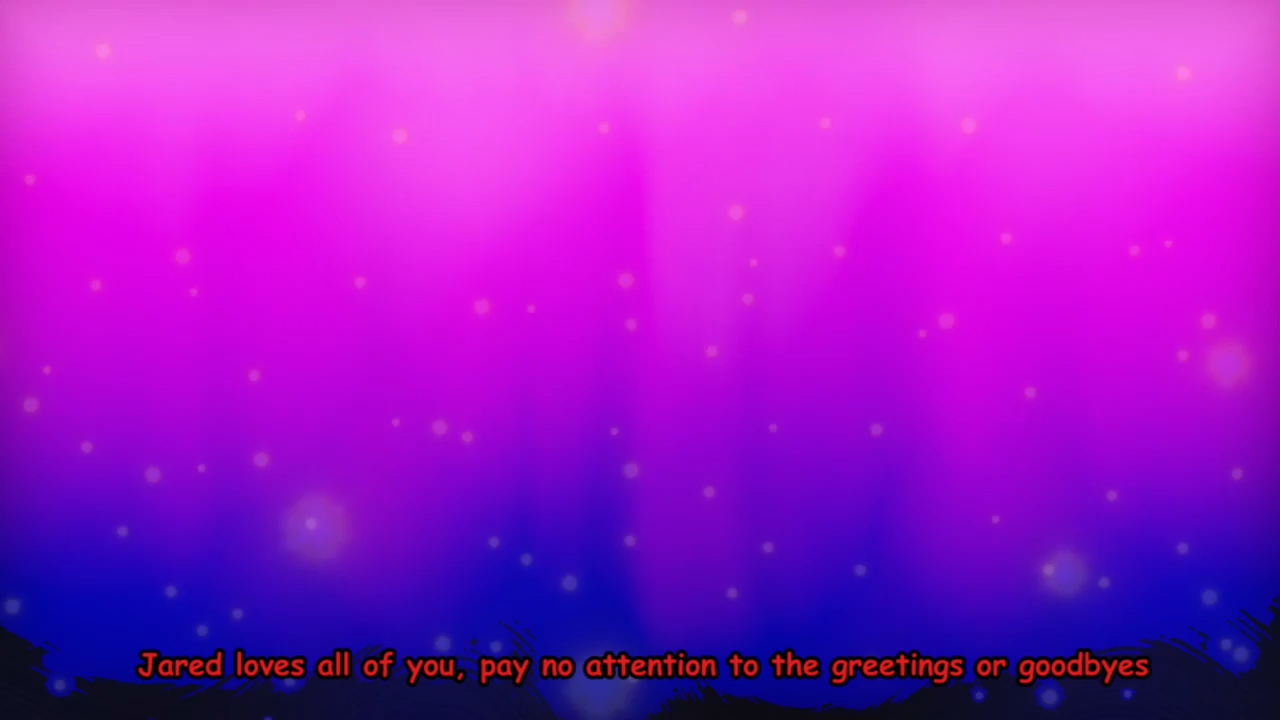 Jared loves all of you, pay no attention to the greetings or goodbyes